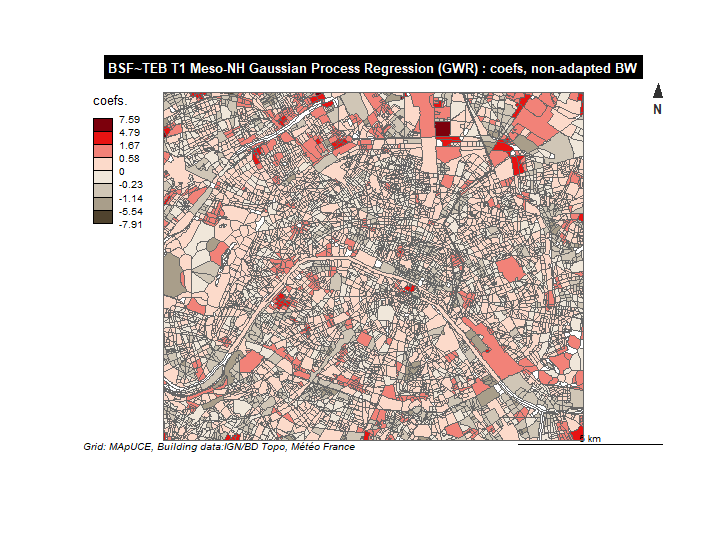 BSF~TEB T1 Meso-NH Gaussian Process Regression (GWR) : coefs, non-adapted BW
coefs.
7.59
4.79
1.67
0.58
0
-0.23
-1.14
-5.54
-7.91
N
5 km
Grid: MApUCE, Building data:IGN/BD Topo, Météo France